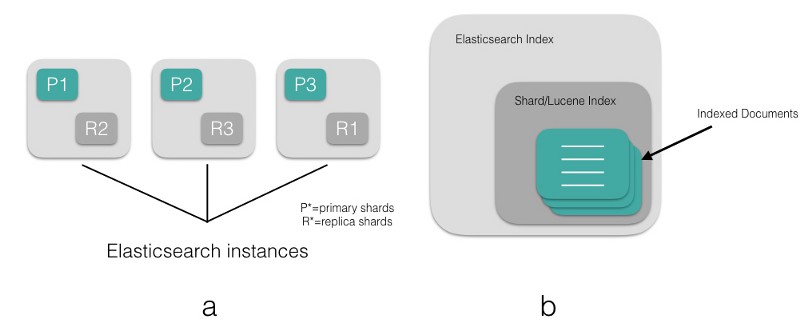 P1
R2
P2
R3
P3
R1
P*=primary shards
R*=replica shards
Elasticsearch instances
a
Elasticsearch Index
Shard/Lucene Index
Indexed Documents
b